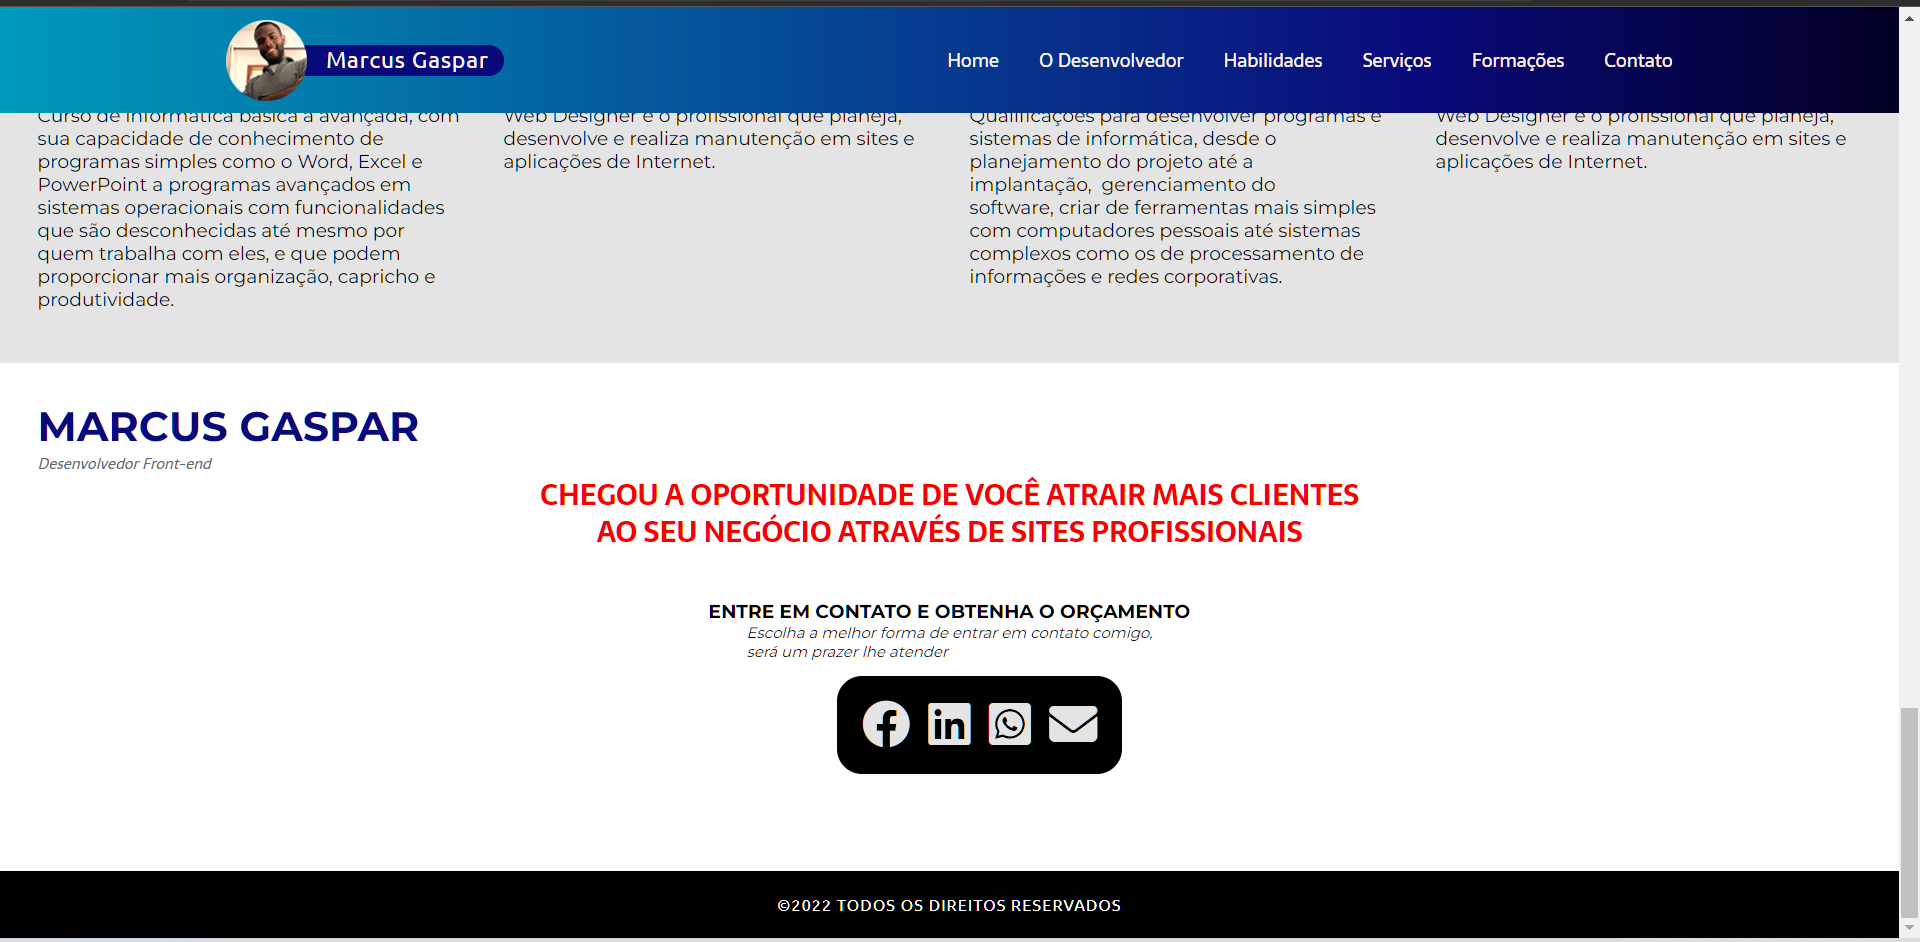 Marcus Gaspar
Home O Desenvolvedor Habilidades Serviços Formações Contato
Curso de informática básica a avançada, com
sua capacidade de conhecimento de
programas simples como o Word, Excel e
PowerPoint a programas avançados em
sistemas operacionais com funcionalidades
que são desconhecidas até mesmo por
quem trabalha com eles, e que podem
proporcionar mais organização, capricho e
produtividade.
Web Designer é o profissional que planeja,
desenvolve e realiza manutenção em sites e
aplicações de Internet.
Qualificações para desenvolver programas e
sistemas de informática, desde o
planejamento do projeto até a
implantação, gerenciamento do
software, criar de ferramentas mais simples
com computadores pessoais até sistemas
complexos como os de processamento de
informações e redes corporativas.
Web Designer é o profissional que planeja,
desenvolve e realiza manutenção em sites e
aplicações de Internet.
MARCUS GASPAR
Desenvolvedor Front-end
CHEGOU A OPORTUNIDADE DE VOCÊ ATRAIR MAIS CLIENTES
AO SEU NEGÓCIO ATRAVÉS DE SITES PROFISSIONAIS
ENTRE EM CONTATO E OBTENHA O ORÇAMENTO
Escolha a melhor forma de entrar em contato comigo,
será um prazer lhe atender
©2022 TODOS OS DIREITOS RESERVADOS